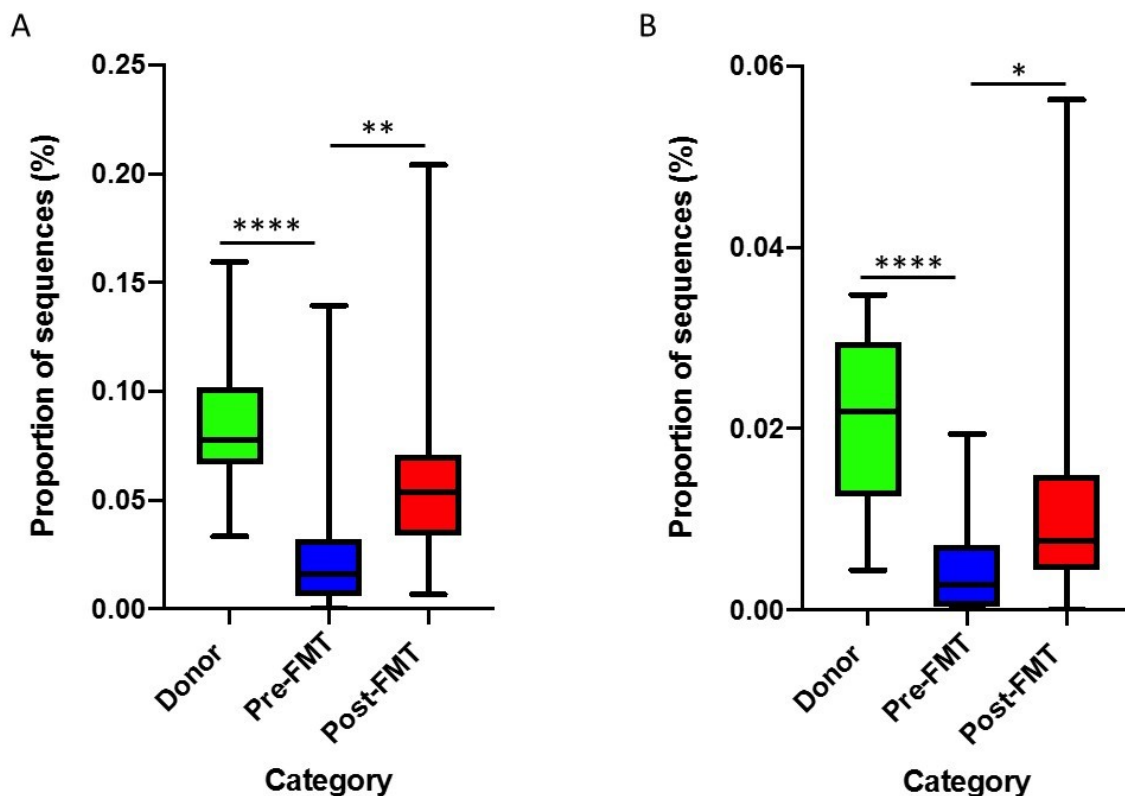 A
Proportion of sequences (%)
0.25
0.20
0.15
0.10
0.05
0.00
****
**
Donor
Pre-FMT
Post-FMT
Category
B
Proportion of sequences (%)
0.06
0.04
0.02
0.00
****
*
Donor
Pre-FMT
Post-FMT
Category